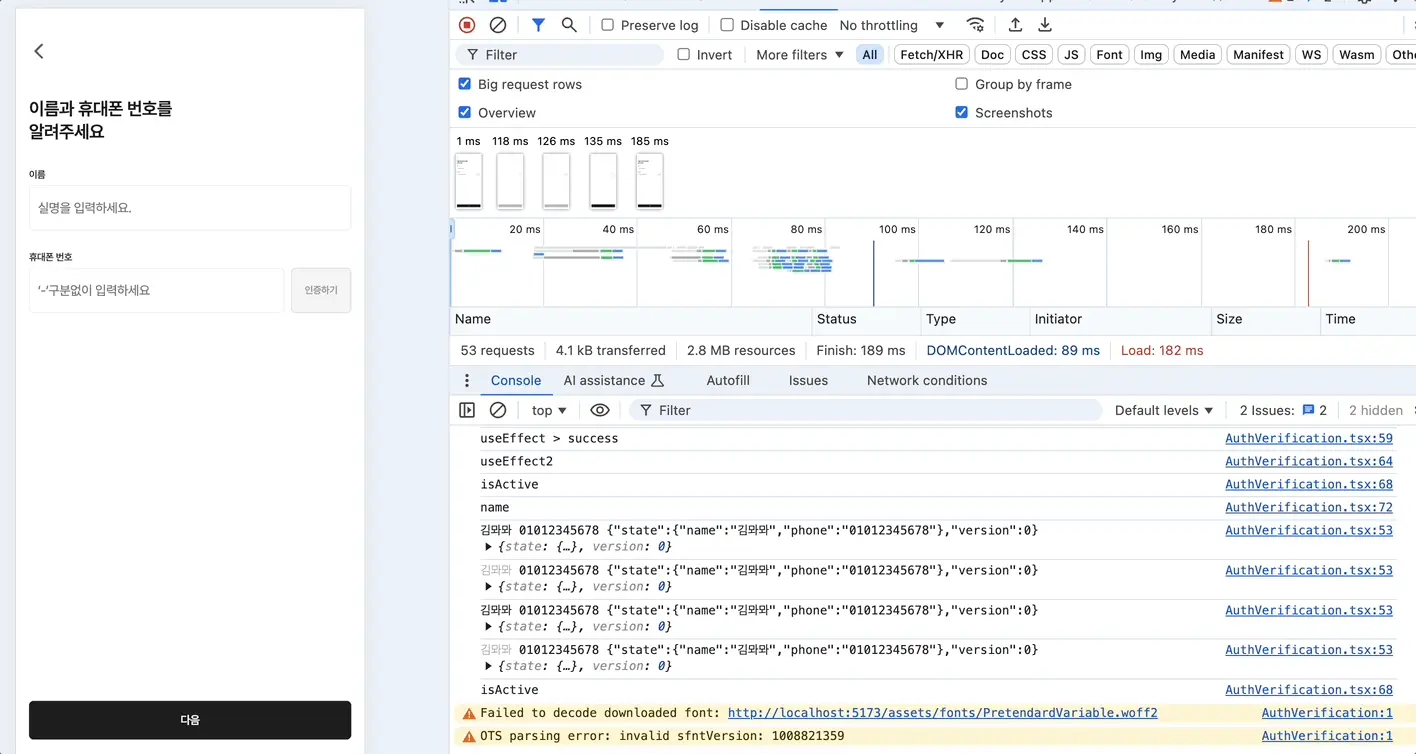 이름과 휴대폰 번호를
알려주세요
이름
실명을 입력하세요.
휴대폰 번호
'-'구분없이 입력하세요
인증하기
다음
Preserve log
Disable cache
No throttling
Filter
Invert
More filters
All
Fetch/XHR
Doc
CSS
JS
Font
Img
Media
Manifest
WS
Wasm
Big request rows
Group by frame
Overview
Screenshots
1 ms 118 ms 126 ms 135 ms 185 ms
20 ms 40 ms 60 ms 80 ms 100 ms 120 ms 140 ms 160 ms 180 ms 200 ms
Name Status Type Initiator Size Time
53 requests 4.1 kB transferred 2.8 MB resources Finish: 189 ms DOMContentLoaded: 89 ms Load: 182 ms
Console AI assistance Autofill Issues Network conditions
top Filter Default levels 2 Issues: 2 2 hidden
useEffect > success AuthVerification.tsx:59
useEffect2 AuthVerification.tsx:64
isActive AuthVerification.tsx:68
name AuthVerification.tsx:72
김뫄뫄 01012345678 {"state":{"name":"김뫄뫄","phone":"01012345678"},"version":0} AuthVerification.tsx:53
{state: {…}, version: 0}
김뫄뫄 01012345678 {"state":{"name":"김뫄뫄","phone":"01012345678"},"version":0} AuthVerification.tsx:53
{state: {…}, version: 0}
김뫄뫄 01012345678 {"state":{"name":"김뫄뫄","phone":"01012345678"},"version":0} AuthVerification.tsx:53
{state: {…}, version: 0}
김뫄뫄 01012345678 {"state":{"name":"김뫄뫄","phone":"01012345678"},"version":0} AuthVerification.tsx:53
{state: {…}, version: 0}
isActive AuthVerification.tsx:68
Failed to decode downloaded font: http://localhost:5173/assets/fonts/PretendardVariable.woff2 AuthVerification:1
OTS parsing error: invalid sfntVersion: 1008821359 AuthVerification:1